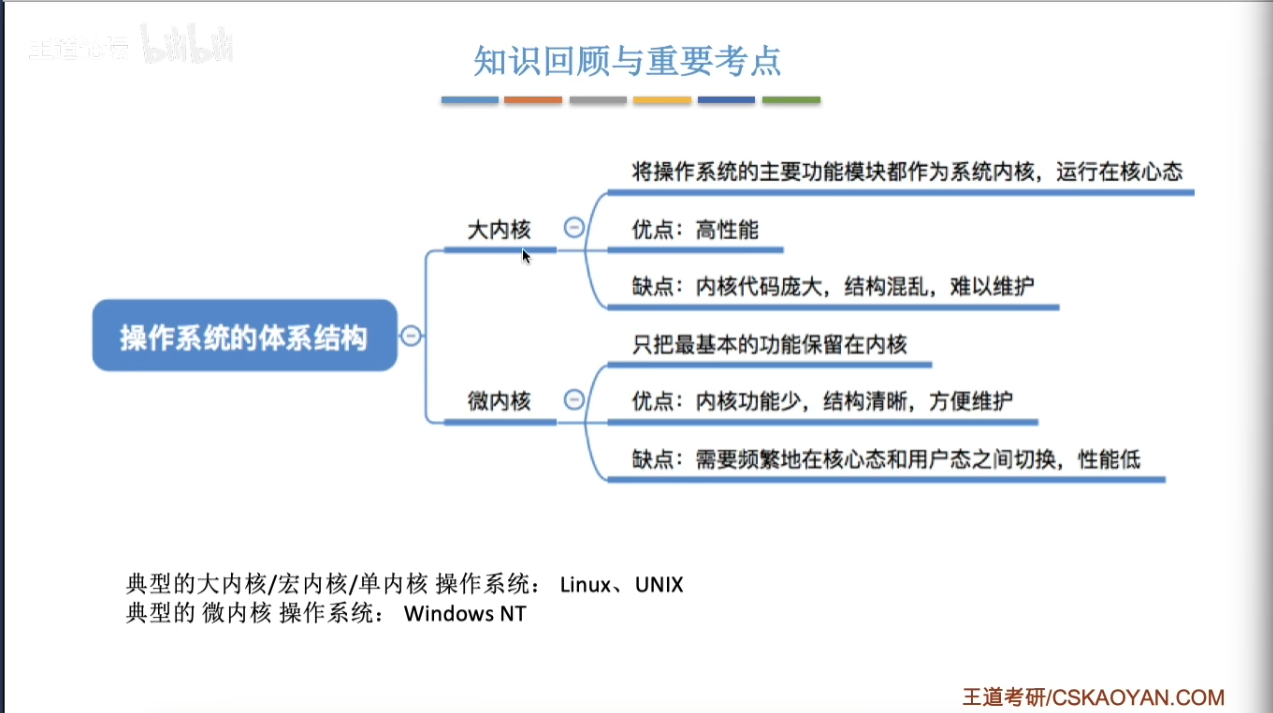 王道论坛 bilibili
知识回顾与重要考点
将操作系统的主要功能模块都作为系统内核，运行在核心态
大内核
优点：高性能
缺点：内核代码庞大，结构混乱，难以维护
操作系统的体系结构
只把最基本的功能保留在内核
微内核
优点：内核功能少，结构清晰，方便维护
缺点：需要频繁地在核心态和用户态之间切换，性能低
典型的大内核/宏内核/单内核 操作系统： Linux、UNIX
典型的 微内核 操作系统： Windows NT
王道考研/CSKAOYAN.COM